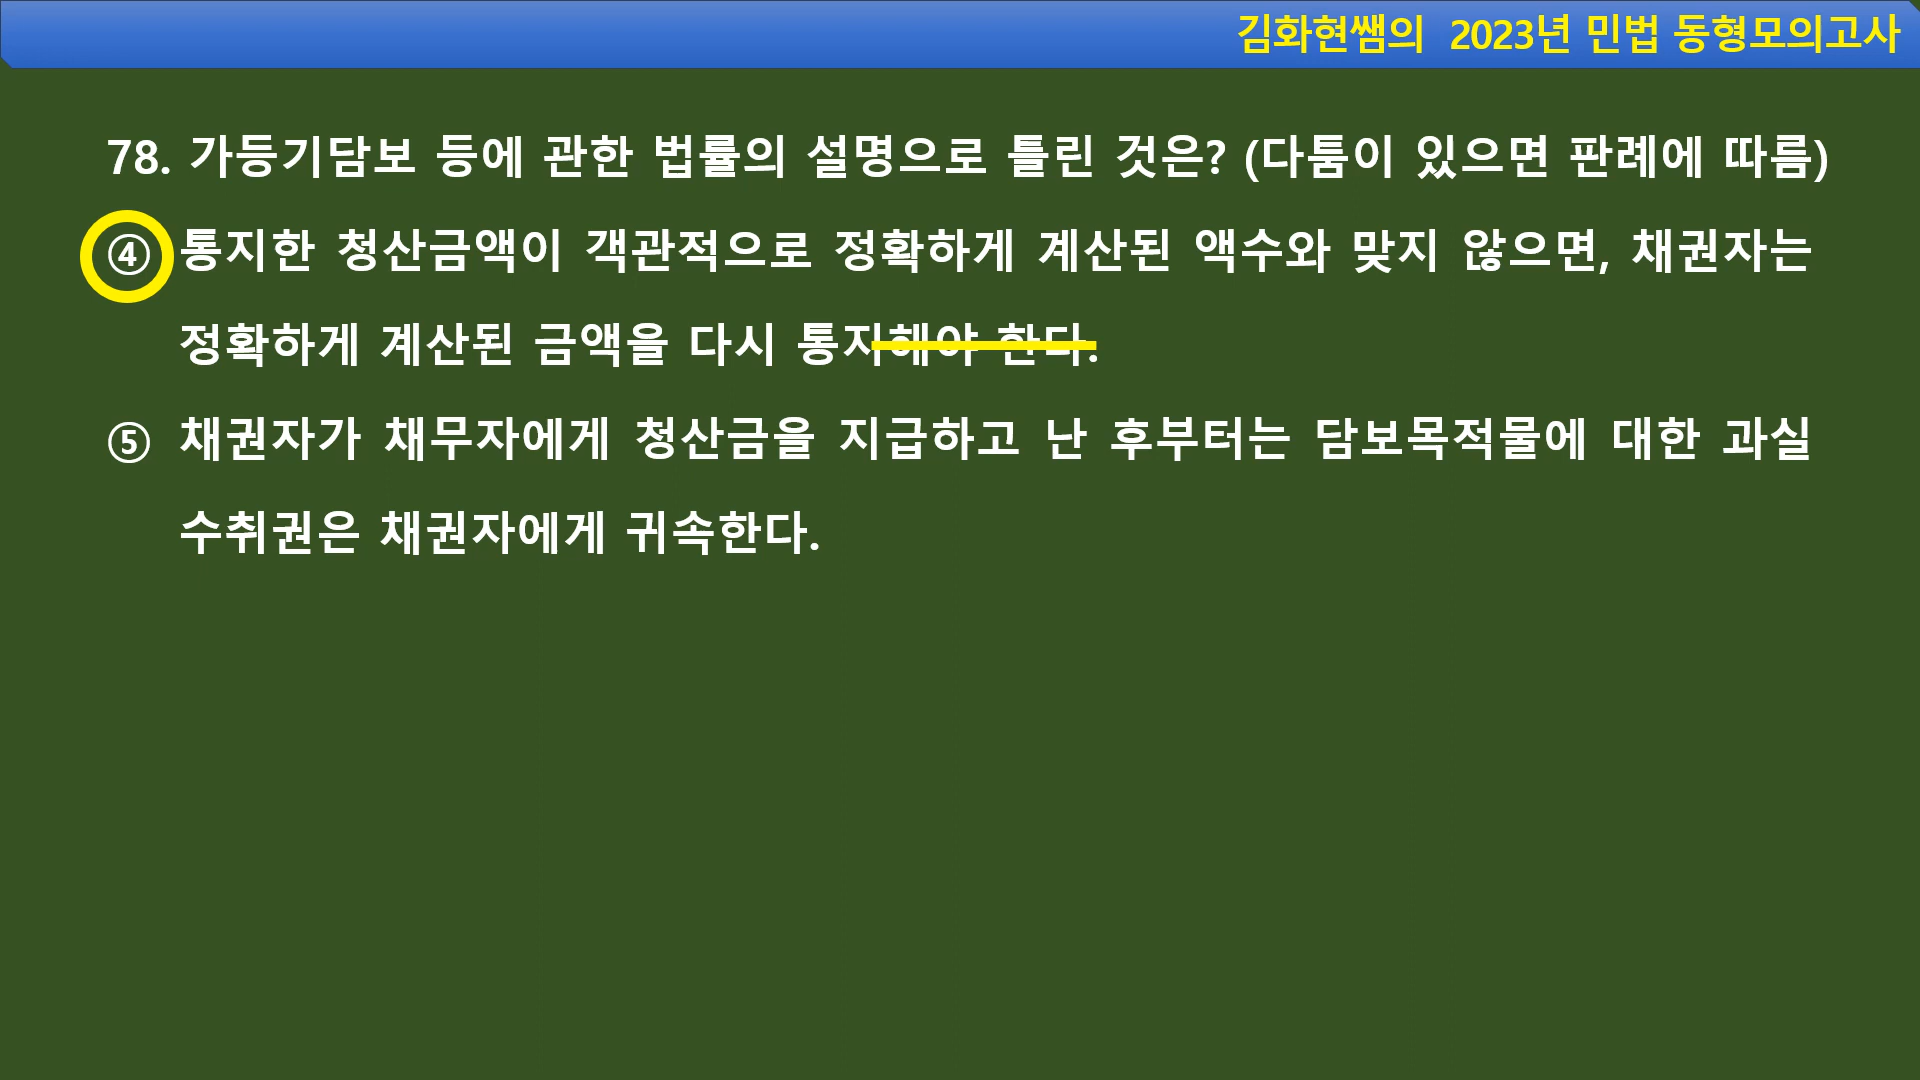 김화현쌤의 2023년 민법 동형모의고사
78. 가등기담보 등에 관한 법률의 설명으로 틀린 것은? (다툼이 있으면 판례에 따름)
④ 통지한 청산금액이 객관적으로 정확하게 계산된 액수와 맞지 않으면, 채권자는
정확하게 계산된 금액을 다시 통지해야 한다.
⑤ 채권자가 채무자에게 청산금을 지급하고 난 후부터는 담보목적물에 대한 과실
수취권은 채권자에게 귀속한다.